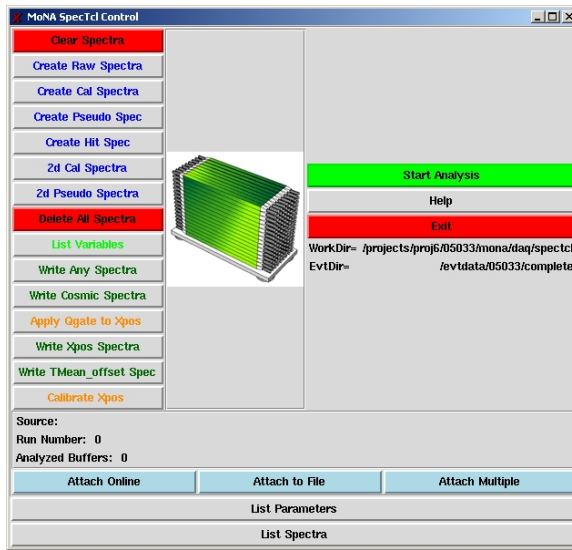 MoNA SpecTcl Control
Clear Spectra
Create Raw Spectra
Create Cal Spectra
Create Pseudo Spec
Create Hit Spec
2d Cal Spectra
2d Pseudo Spectra
Delete All Spectra
List Variables
Write Any Spectra
Write Cosmic Spectra
Apply Qgate to Xpos
Write Xpos Spectra
Write TMean_offset Spec
Calibrate Xpos
Start Analysis
Help
Exit
WorkDir= /projects/proj6/05033/mona/daq/spectcl
EvtDir= /evtdata/05033/complete
Source:
Run Number: 0
Analyzed Buffers: 0
Attach Online
Attach to File
Attach Multiple
List Parameters
List Spectra